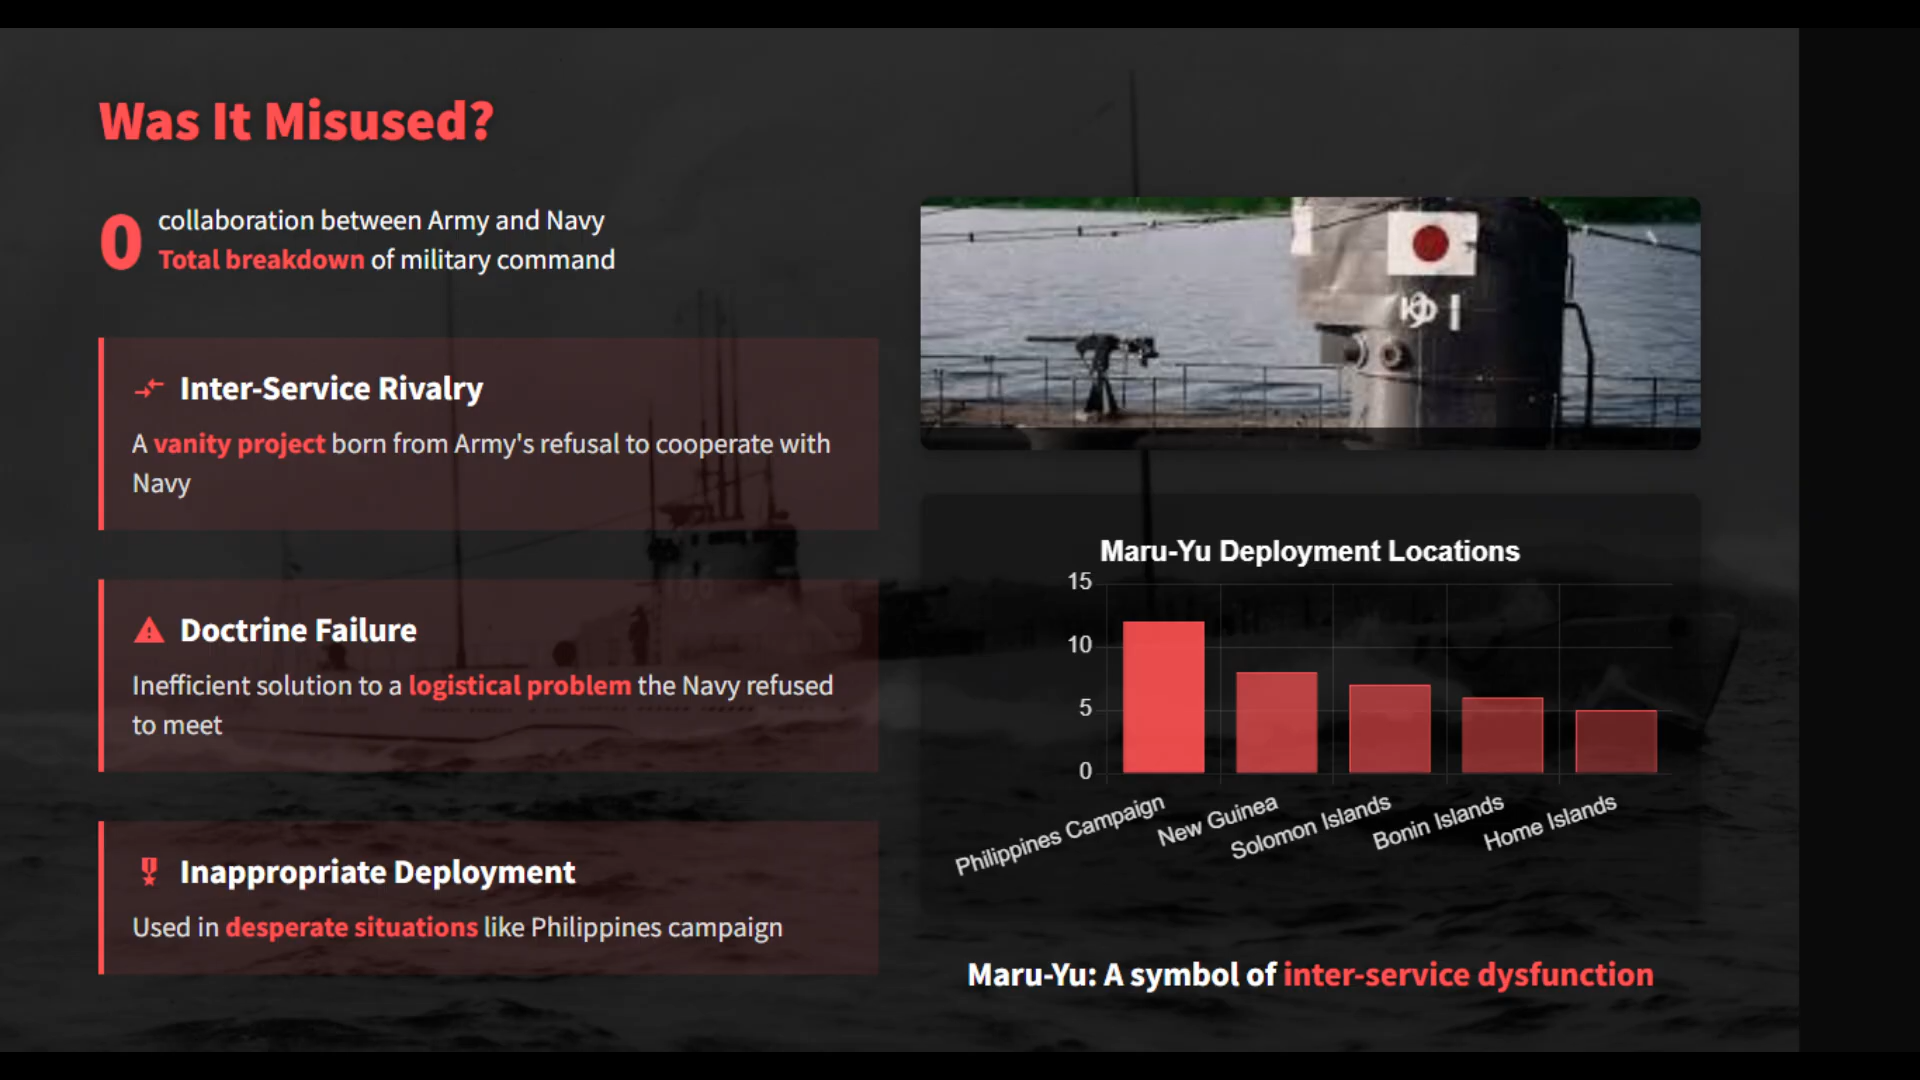 Was It Misused?
0
collaboration between Army and Navy
Total breakdown of military command
Inter-Service Rivalry
A vanity project born from Army's refusal to cooperate with
Navy
Doctrine Failure
Inefficient solution to a logistical problem the Navy refused
to meet
Inappropriate Deployment
Used in desperate situations like Philippines campaign
Maru-Yu Deployment Locations
15
10
5
0
Philippines Campaign
New Guinea
Solomon Islands
Bonin Islands
Home Islands
Maru-Yu: A symbol of inter-service dysfunction